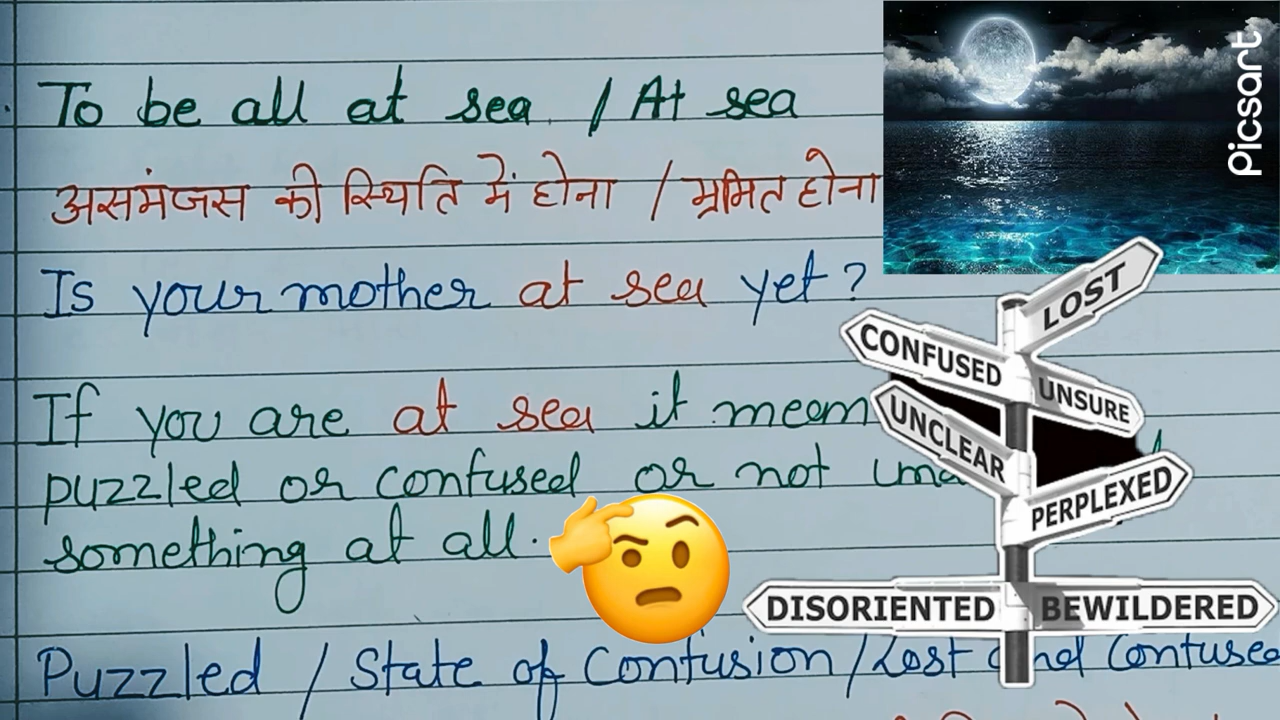 To be all at sea. / At sea
असमंजस की स्थिति में होना / भ्रमित होना
Is your mother at sea yet?
If you are at sea it mean
puzzled or confused or not
something at all.
Puzzled / State of Confusion / Lost and Confused
Picsart
LOST
CONFUSED
UNSURE
UNCLEAR
PERPLEXED
DISORIENTED
BEWILDERED